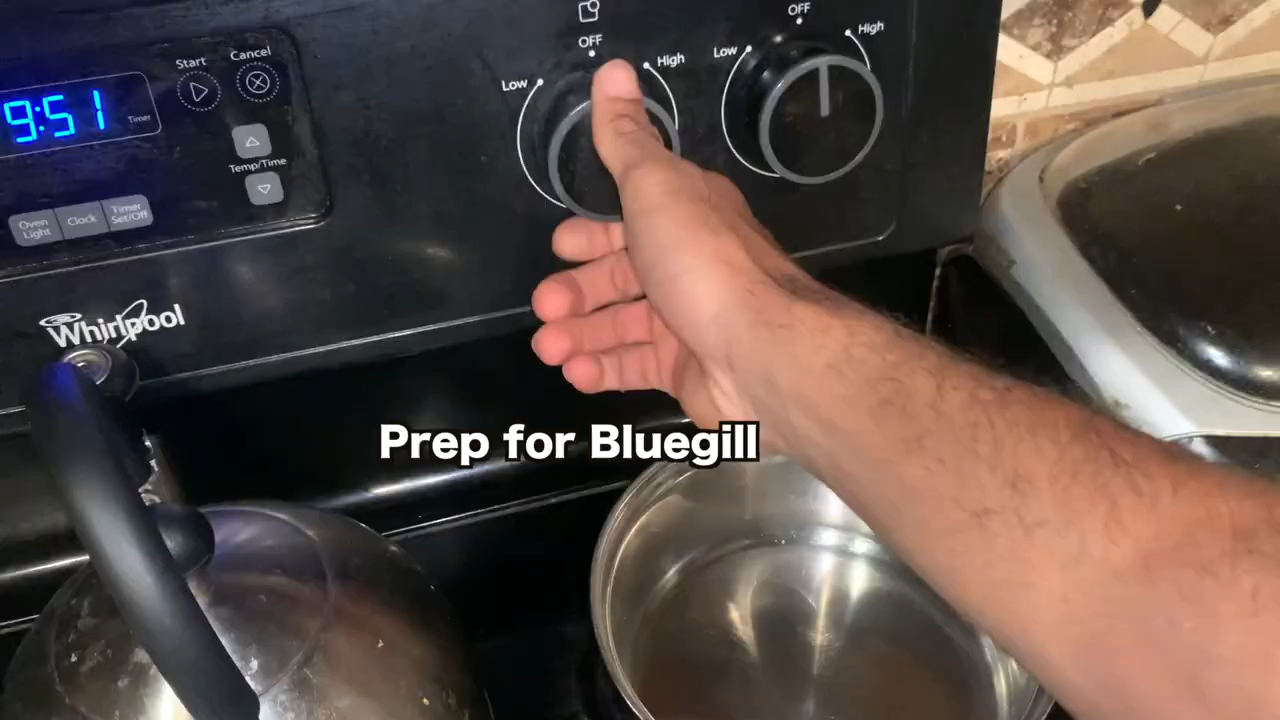 9:51
Timer
Start
Cancel
Temp/Time
Oven
Light
Clock
Timer
Set/Off
Whirlpool
OFF
Low
High
OFF
Low
High
Prep for Bluegill